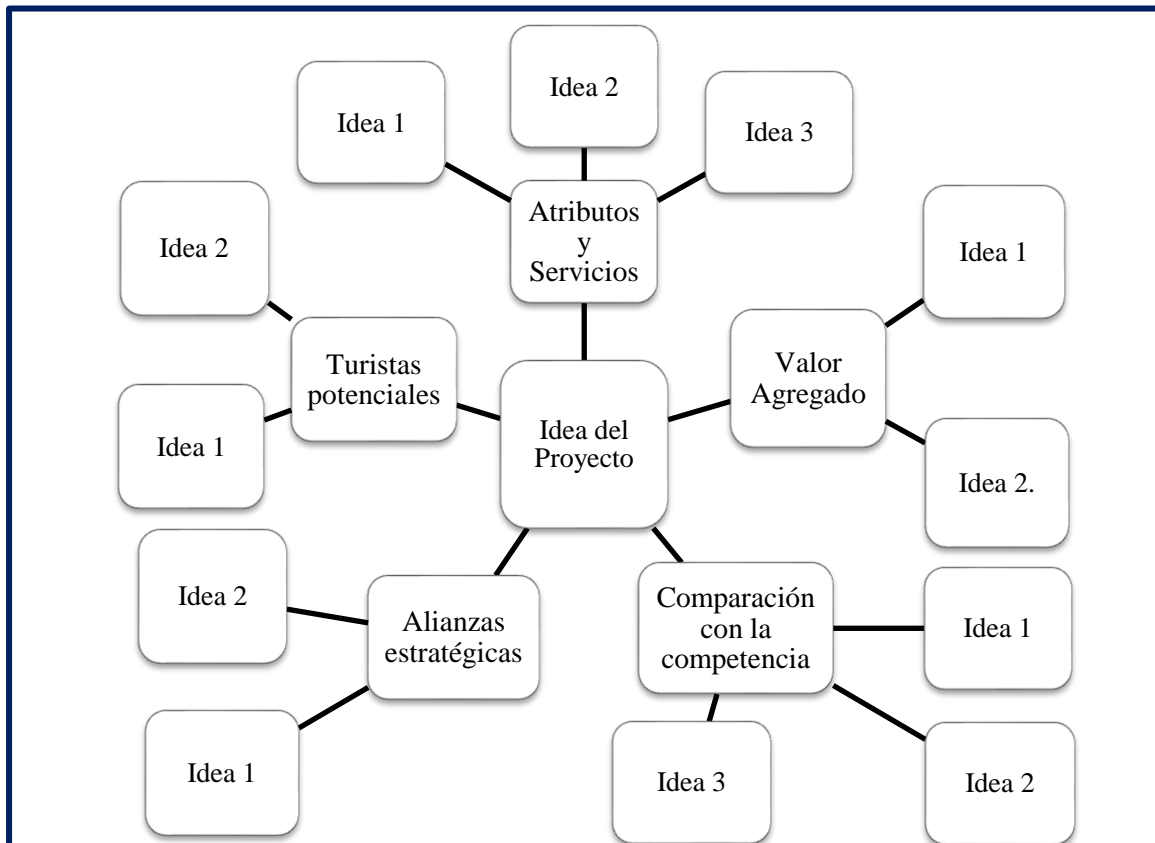 Idea 2
Idea 1
Idea 3
Atributos
y
Servicios
Idea 2
Idea 1
Turistas
potenciales
Valor
Agregado
Idea 1
Idea del
Proyecto
Idea 2.
Idea 2
Alianzas
estratégicas
Comparación
con la
competencia
Idea 1
Idea 1
Idea 3
Idea 2